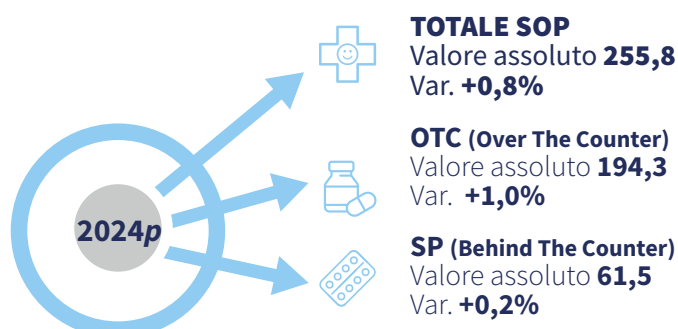 TOTALE SOP
Valore assoluto 255,8
Var. +0,8%
OTC (Over The Counter)
Valore assoluto 194,3
Var. +1,0%
2024p
SP (Behind The Counter)
Valore assoluto 61,5
Var. +0,2%